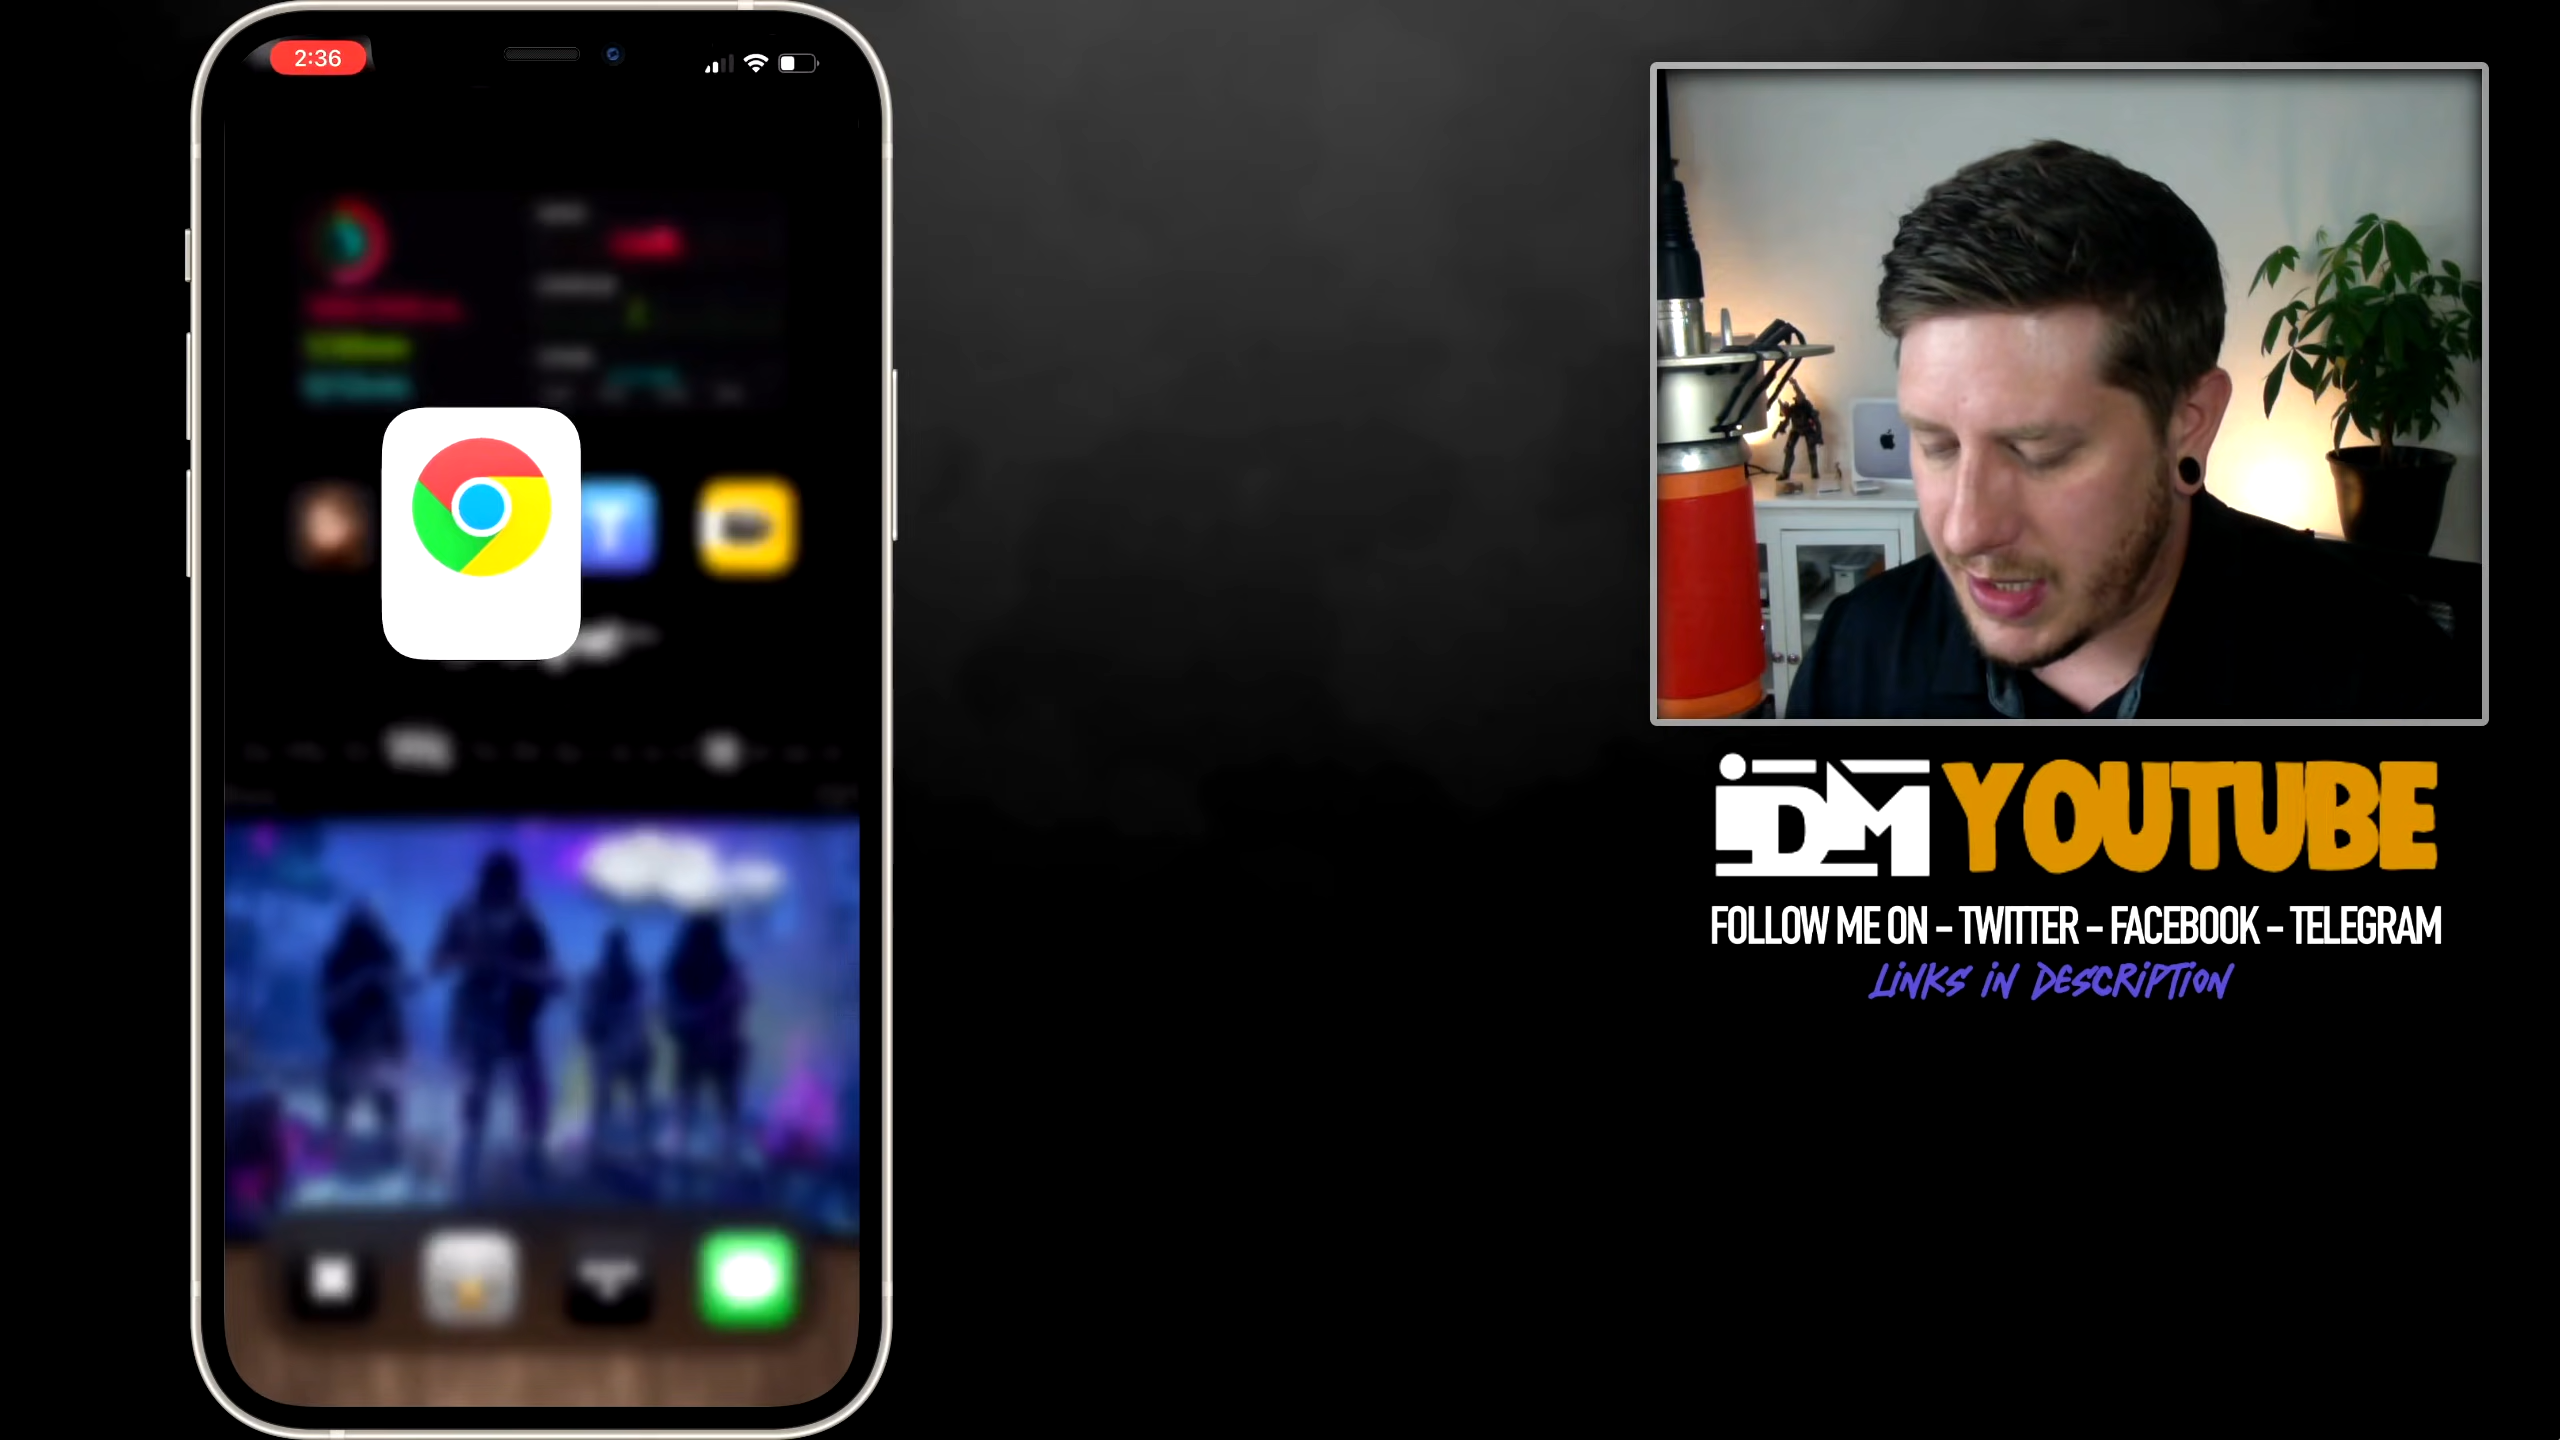 2:36
iDM YOUTUBE
FOLLOW ME ON - TWITTER - FACEBOOK - TELEGRAM
LINKS IN DESCRIPTION